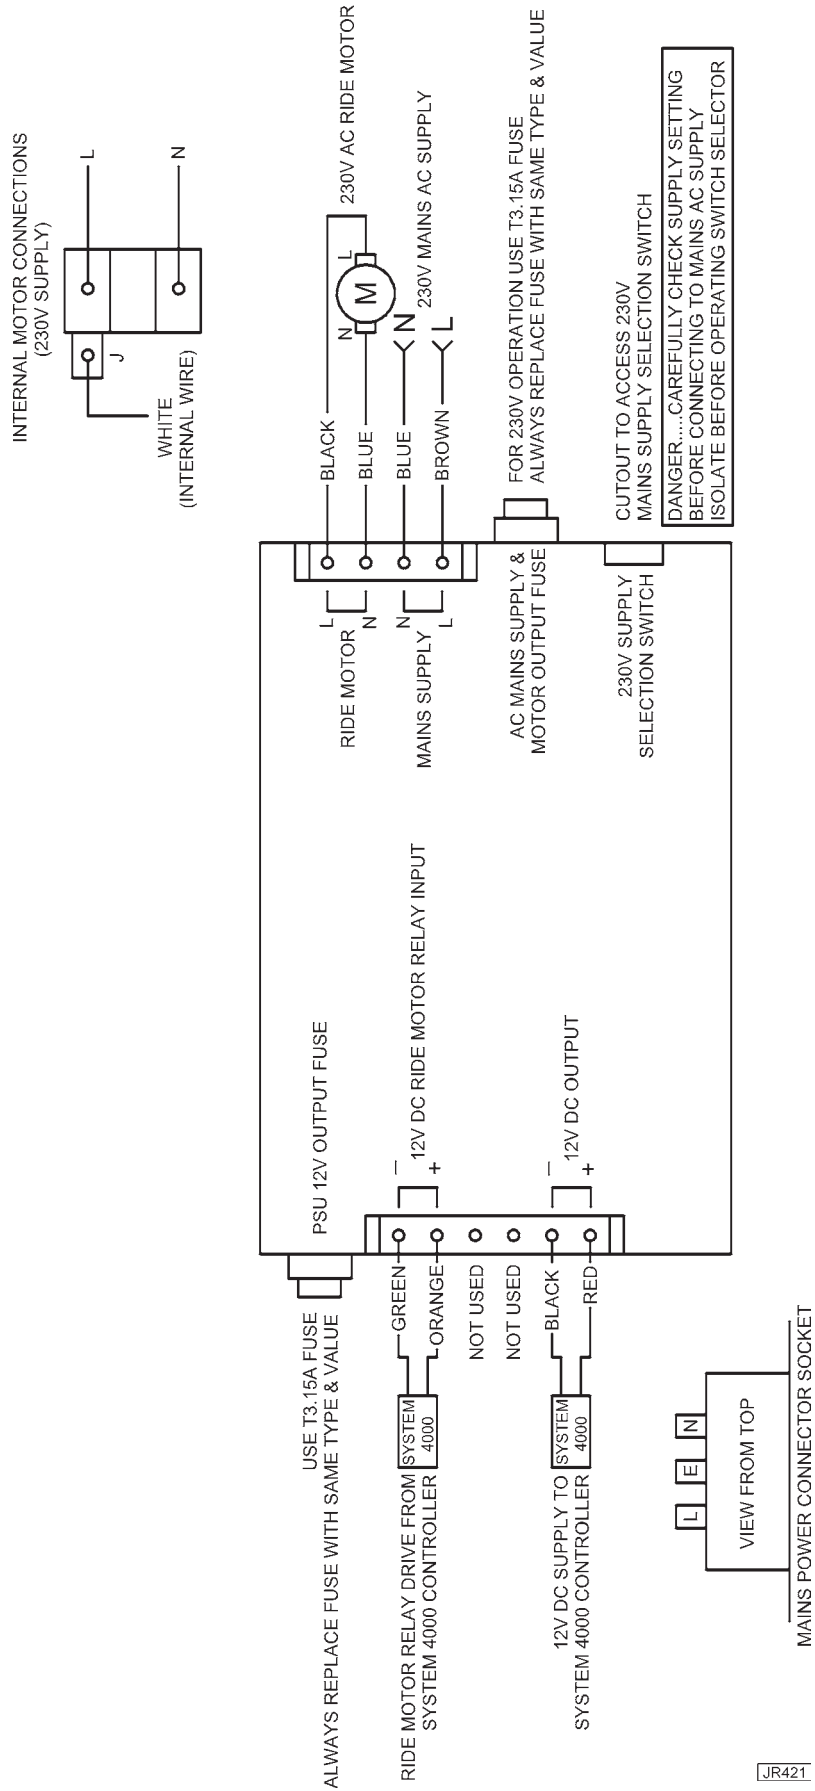 INTERNAL MOTOR CONNECTIONS
(230V SUPPLY)
L
N
J
WHITE
(INTERNAL WIRE)
230V AC RIDE MOTOR
L
M
N
BLACK
BLUE
230V MAINS AC SUPPLY
N
L
BLUE
BROWN
FOR 230V OPERATION USE T3.15A FUSE
ALWAYS REPLACE FUSE WITH SAME TYPE & VALUE
CUTOUT TO ACCESS 230V
MAINS SUPPLY SELECTION SWITCH
DANGER.....CAREFULLY CHECK SUPPLY SETTING
BEFORE CONNECTING TO MAINS AC SUPPLY
ISOLATE BEFORE OPERATING SWITCH SELECTOR
L
RIDE MOTOR
N
N
MAINS SUPPLY
L
AC MAINS SUPPLY &
MOTOR OUTPUT FUSE
230V SUPPLY
SELECTION SWITCH
PSU 12V OUTPUT FUSE
–
12V DC RIDE MOTOR RELAY INPUT
+
–
12V DC OUTPUT
+
USE T3.15A FUSE
ALWAYS REPLACE FUSE WITH SAME TYPE & VALUE
GREEN
ORANGE
NOT USED
NOT USED
BLACK
RED
SYSTEM
4000
RIDE MOTOR RELAY DRIVE FROM
SYSTEM 4000 CONTROLLER
SYSTEM
4000
12V DC SUPPLY TO
SYSTEM 4000 CONTROLLER
L
E
N
VIEW FROM TOP
MAINS POWER CONNECTOR SOCKET
JR421